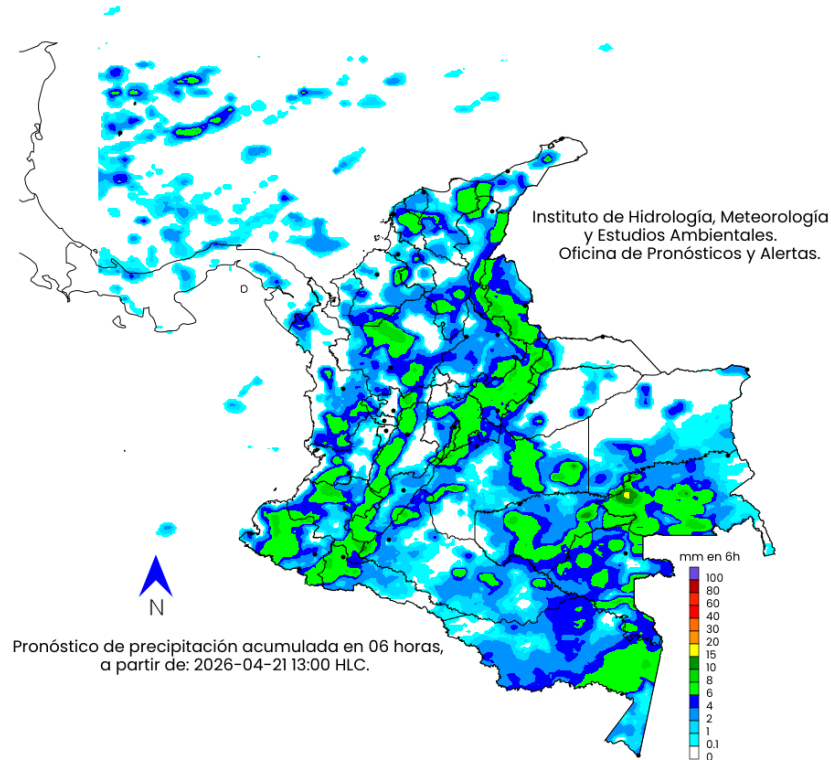 Instituto de Hidrología, Meteorología
y Estudios Ambientales.
Oficina de Pronósticos y Alertas.
mm en 6h
100
80
60
40
30
20
15
10
8
6
4
2
1
0.1
0
N
Pronóstico de precipitación acumulada en 06 horas,
a partir de: 2026-04-21 13:00 HLC.